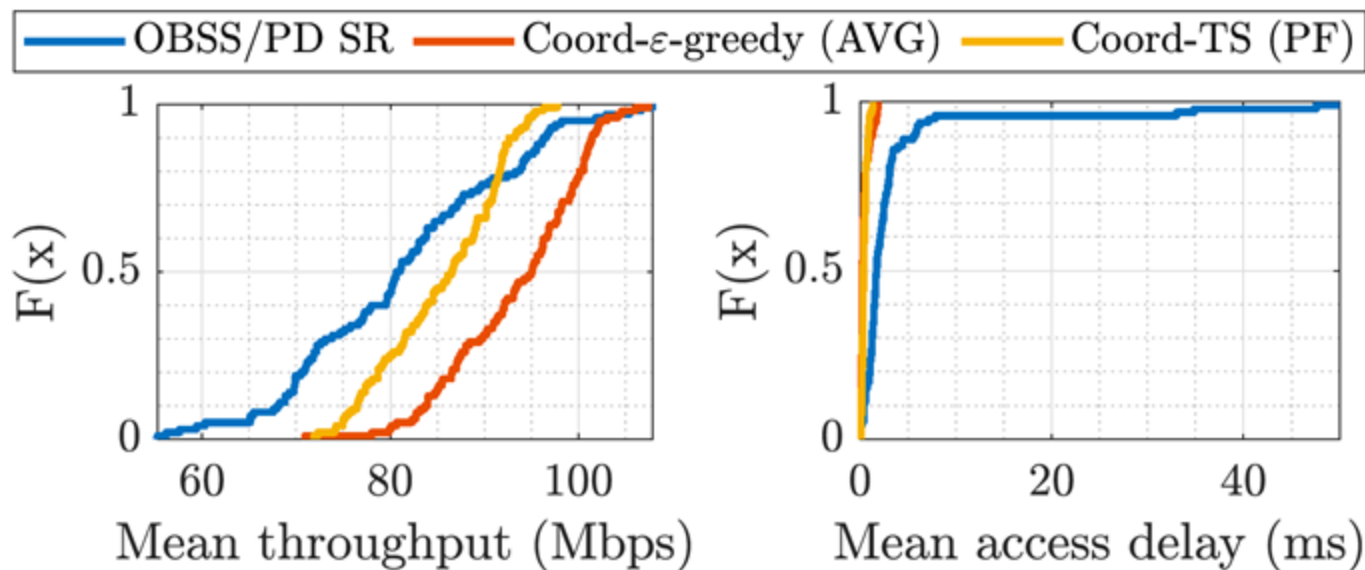 OBSS/PD SR Coord-ε-greedy (AVG) Coord-TS (PF)
1
0.5
0
F(x)
60 80 100
Mean throughput (Mbps)
1
0.5
0
F(x)
0 20 40
Mean access delay (ms)